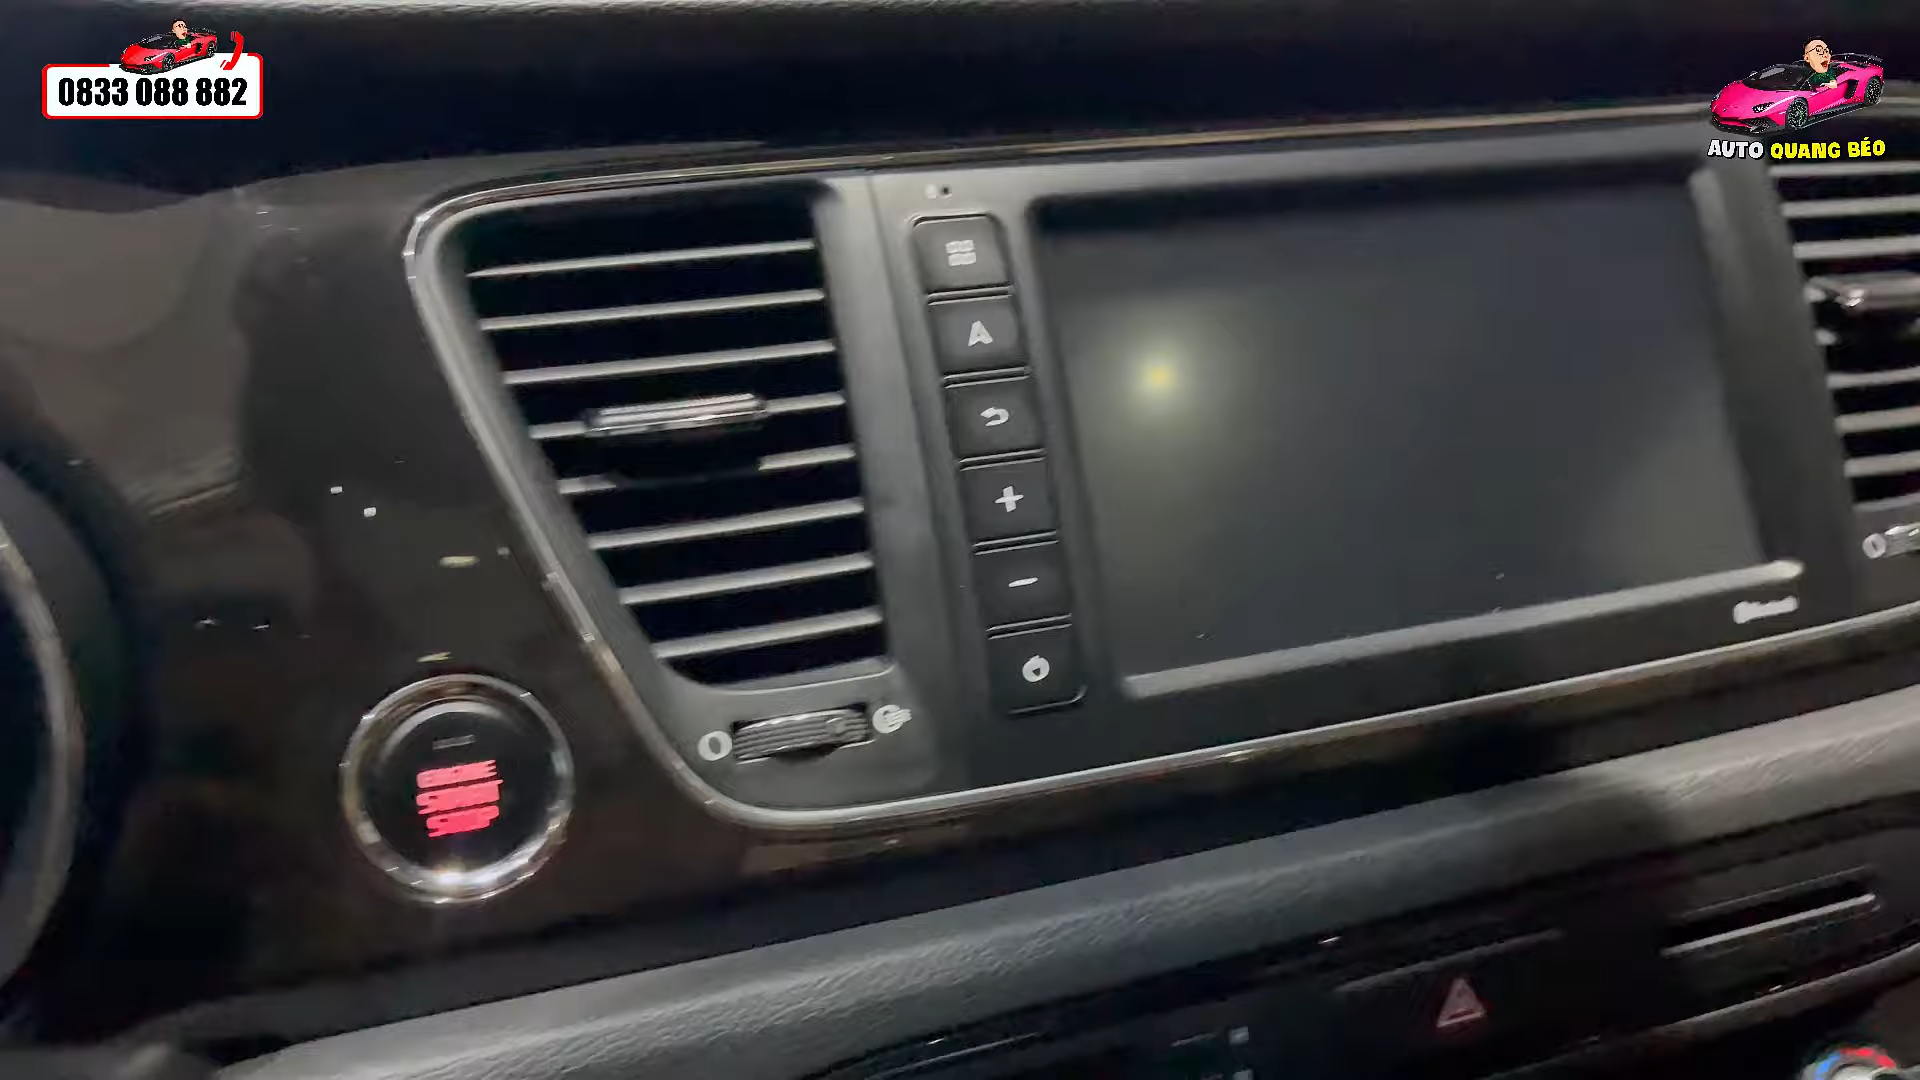 0833 088 882
AUTO QUANG BÉO
A
ENGINE
START
STOP